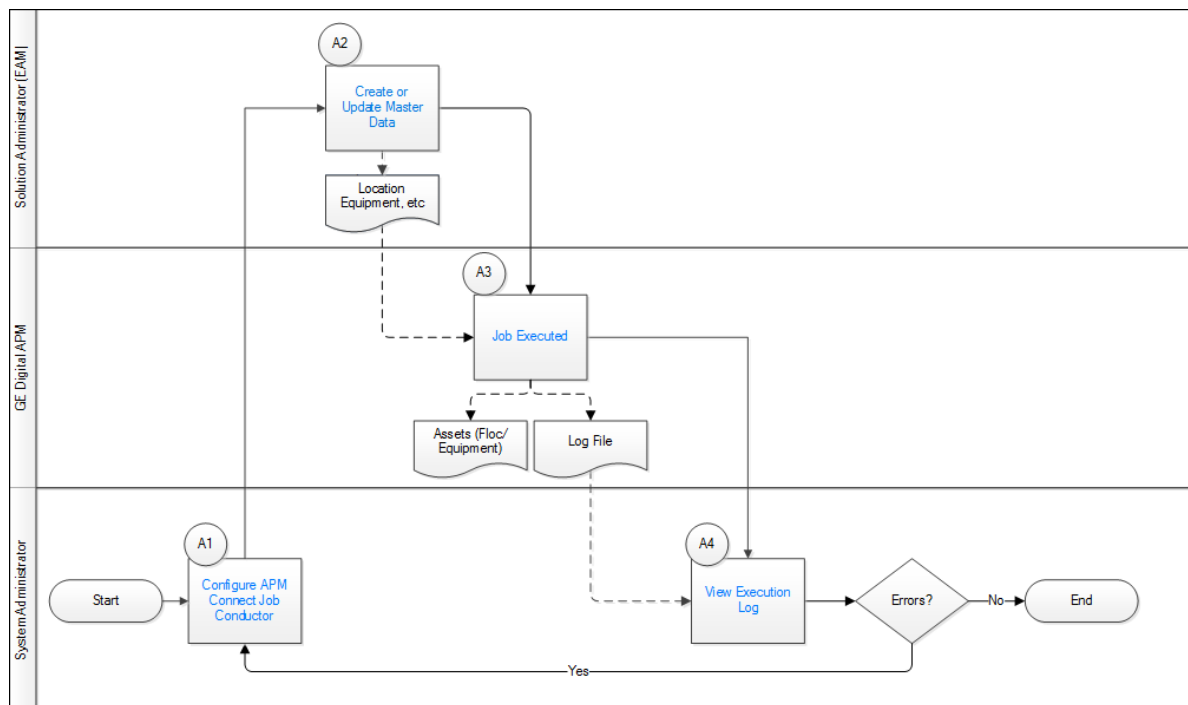 Solution Administrator (EAM)
A2
Create or
Update Master
Data
Location
Equipment, etc
GE Digital APM
A3
Job Executed
Assets (Floc/
Equipment)
Log File
SystemAdministrator
Start
A1
Configure APM
Connect Job
Conductor
A4
View Execution
Log
Errors?
No
End
Yes